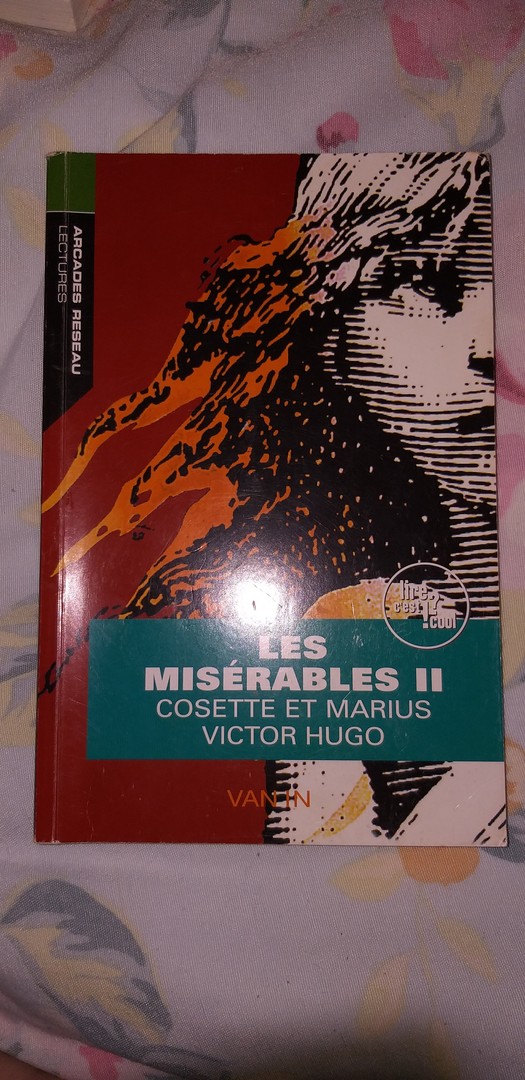 ARCADES RESEAU
LECTURES
lire
c'est
cool
LES
MISÉRABLES II
COSETTE ET MARIUS
VICTOR HUGO
VAN IN